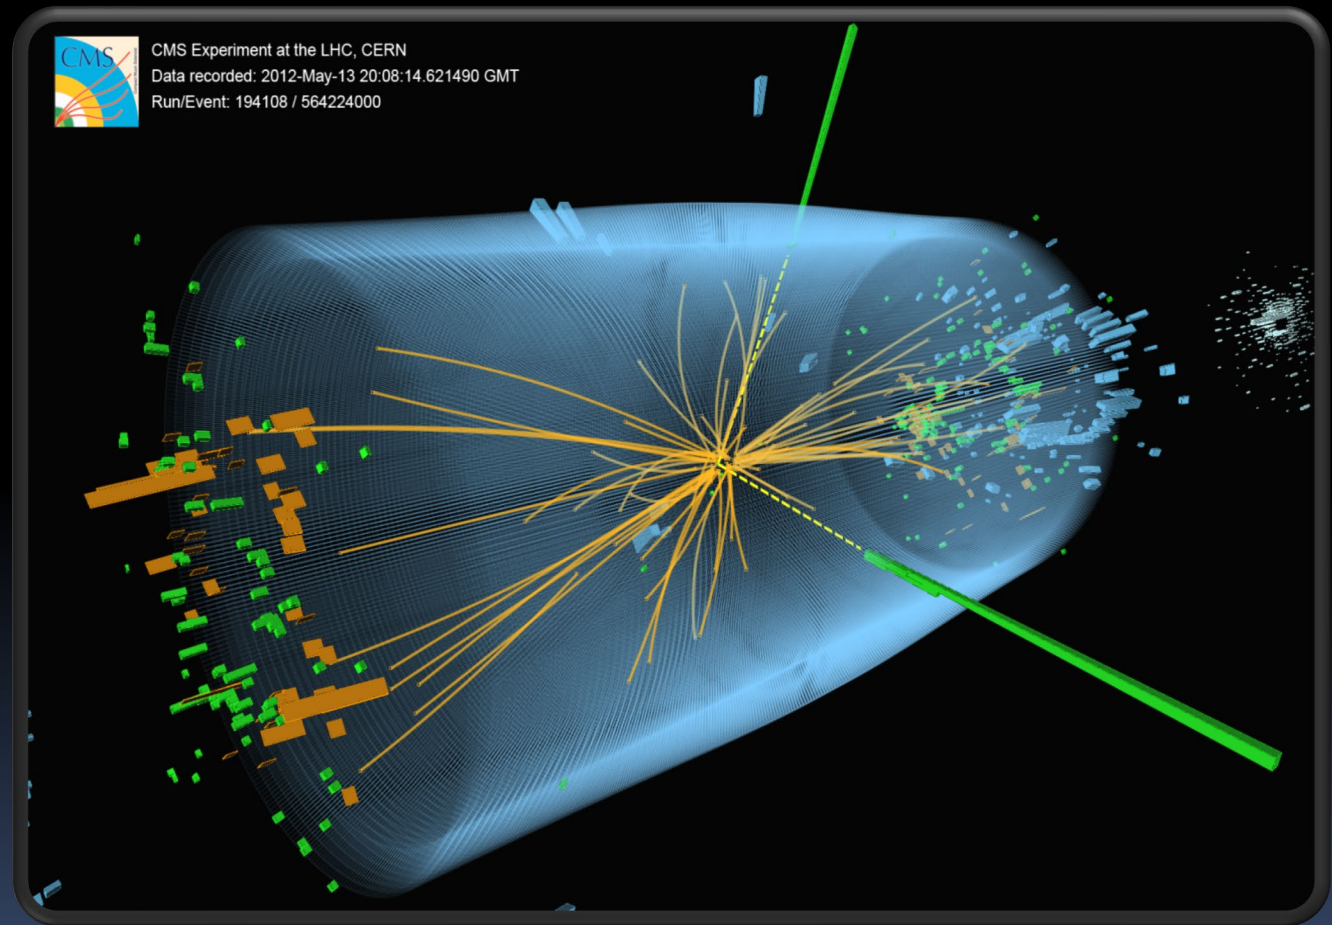 CMS
CMS Experiment at the LHC, CERN
Data recorded: 2012-May-13 20:08:14.621490 GMT
Run/Event: 194108 / 564224000